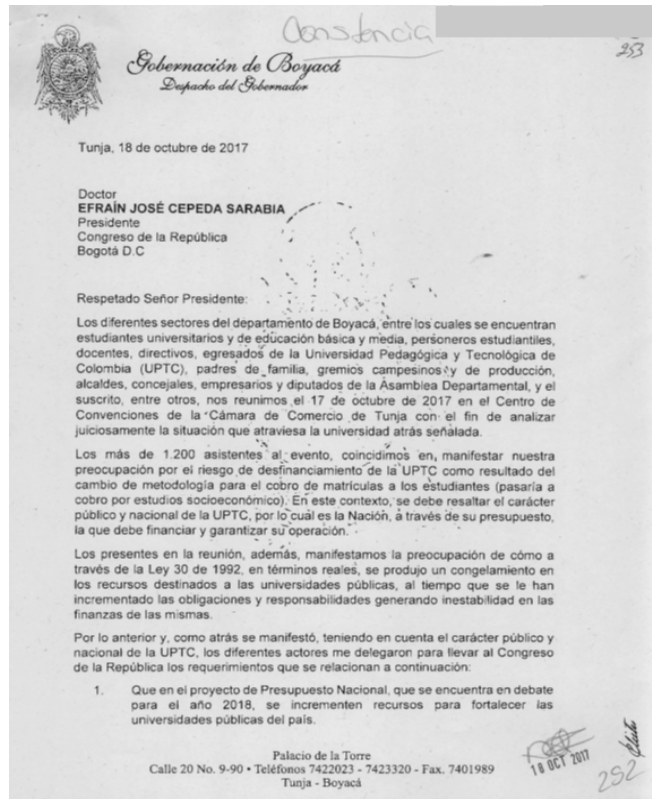 Constancia
253
Gobernación de Boyacá
Despacho del Gobernador
Tunja, 18 de octubre de 2017
Doctor
EFRAÍN JOSÉ CEPEDA SARABIA
Presidente
Congreso de la República
Bogotá D.C
Respetado Señor Presidente:
Los diferentes sectores del departamento de Boyacá, entre los cuales se encuentran
estudiantes universitarios y de educación básica y media, personeros estudiantiles,
docentes, directivos, egresados de la Universidad Pedagógica y Tecnológica de
Colombia (UPTC), padres de familia, gremios campesinos y de producción,
alcaldes, concejales, empresarios y diputados de la Asamblea Departamental, y el
suscrito, entre otros, nos reunimos el 17 de octubre de 2017 en el Centro de
Convenciones de la Cámara de Comercio de Tunja con el fin de analizar
juiciosamente la situación que atraviesa la universidad atrás señalada.
Los más de 1.200 asistentes al evento, coincidimos en manifestar nuestra
preocupación por el riesgo de desfinanciamiento de la UPTC como resultado del
cambio de metodología para el cobro de matrículas a los estudiantes (pasaría a
cobro por estudios socioeconómico). En este contexto, se debe resaltar el carácter
público y nacional de la UPTC, por lo cual es la Nación, a través de su presupuesto,
la que debe financiar y garantizar su operación.
Los presentes en la reunión, además, manifestamos la preocupación de cómo a
través de la Ley 30 de 1992, en términos reales, se produjo un congelamiento en
los recursos destinados a las universidades públicas, al tiempo que se le han
incrementado las obligaciones y responsabilidades generando inestabilidad en las
finanzas de las mismas.
Por lo anterior y, como atrás se manifestó, teniendo en cuenta el carácter público y
nacional de la UPTC, los diferentes actores me delegaron para llevar al Congreso
de la República los requerimientos que se relacionan a continuación:
1. Que en el proyecto de Presupuesto Nacional, que se encuentra en debate
para el año 2018, se incrementen recursos para fortalecer las
universidades públicas del país.
Palacio de la Torre
Calle 20 No. 9-90 • Teléfonos 7422023 - 7423320 - Fax. 7401989
Tunja - Boyacá
18 OCT 2017
252